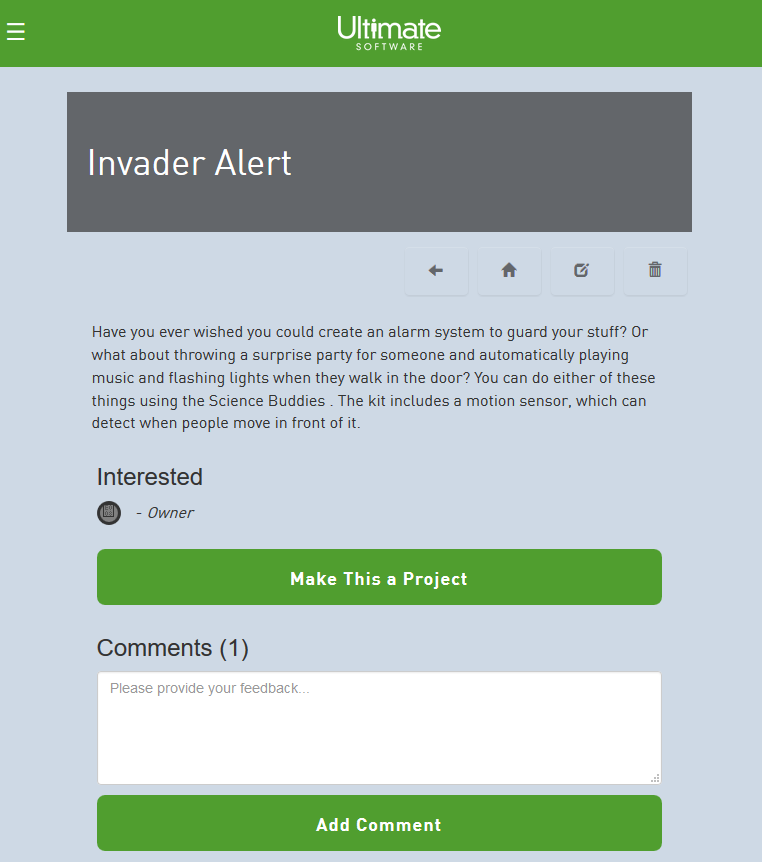 Ultimate
SOFTWARE
Invader Alert
Have you ever wished you could create an alarm system to guard your stuff? Or
what about throwing a surprise party for someone and automatically playing
music and flashing lights when they walk in the door? You can do either of these
things using the Science Buddies . The kit includes a motion sensor, which can
detect when people move in front of it.
Interested
- Owner
Make This a Project
Comments (1)
Please provide your feedback...
Add Comment